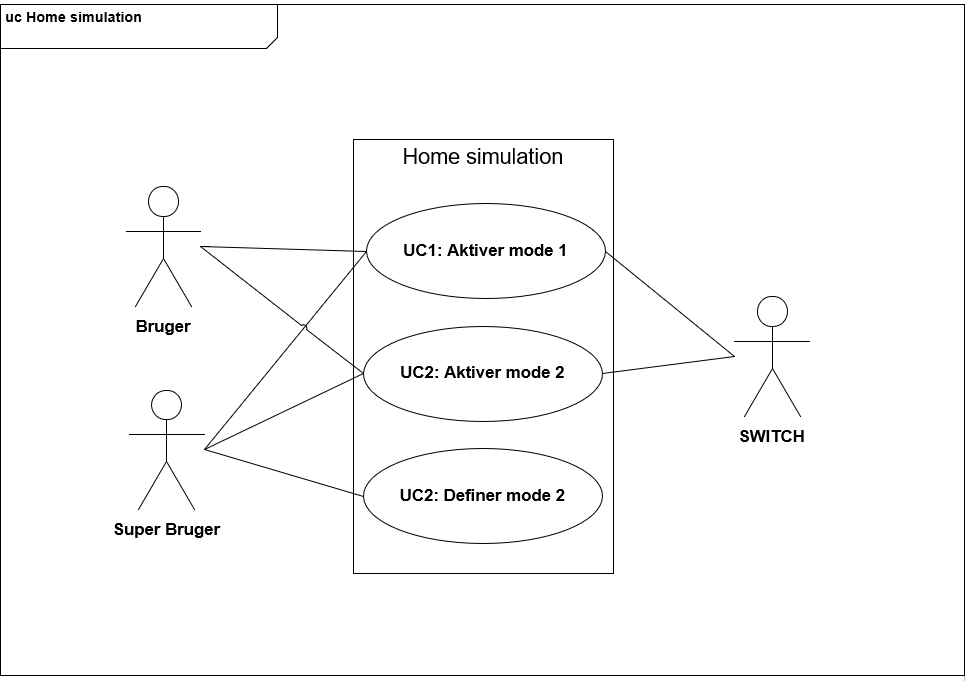 uc Home simulation
Home simulation
UC1: Aktiver mode 1
Bruger
UC2: Aktiver mode 2
SWITCH
UC2: Definer mode 2
Super Bruger